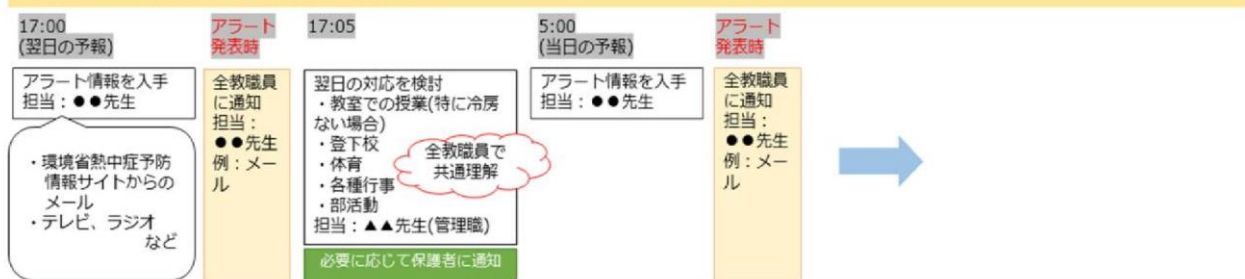 17:00
(翌日の予報)
アラート
発表時
17:05
5:00
(当日の予報)
アラート
発表時
アラート情報を入手
担当：●●先生
・環境省熱中症予防
情報サイトからの
メール
・テレビ、ラジオ
など
全教職員
に通知
担当：
●●先生
例：メー
ル
翌日の対応を検討
・教室での授業(特に冷房
ない場合)
・登下校
・体育
・各種行事
・部活動
担当：▲▲先生(管理職)
全教職員で
共通理解
必要に応じて保護者に通知
アラート情報を入手
担当：●●先生
全教職員
に通知
担当：
●●先生
例：メー
ル